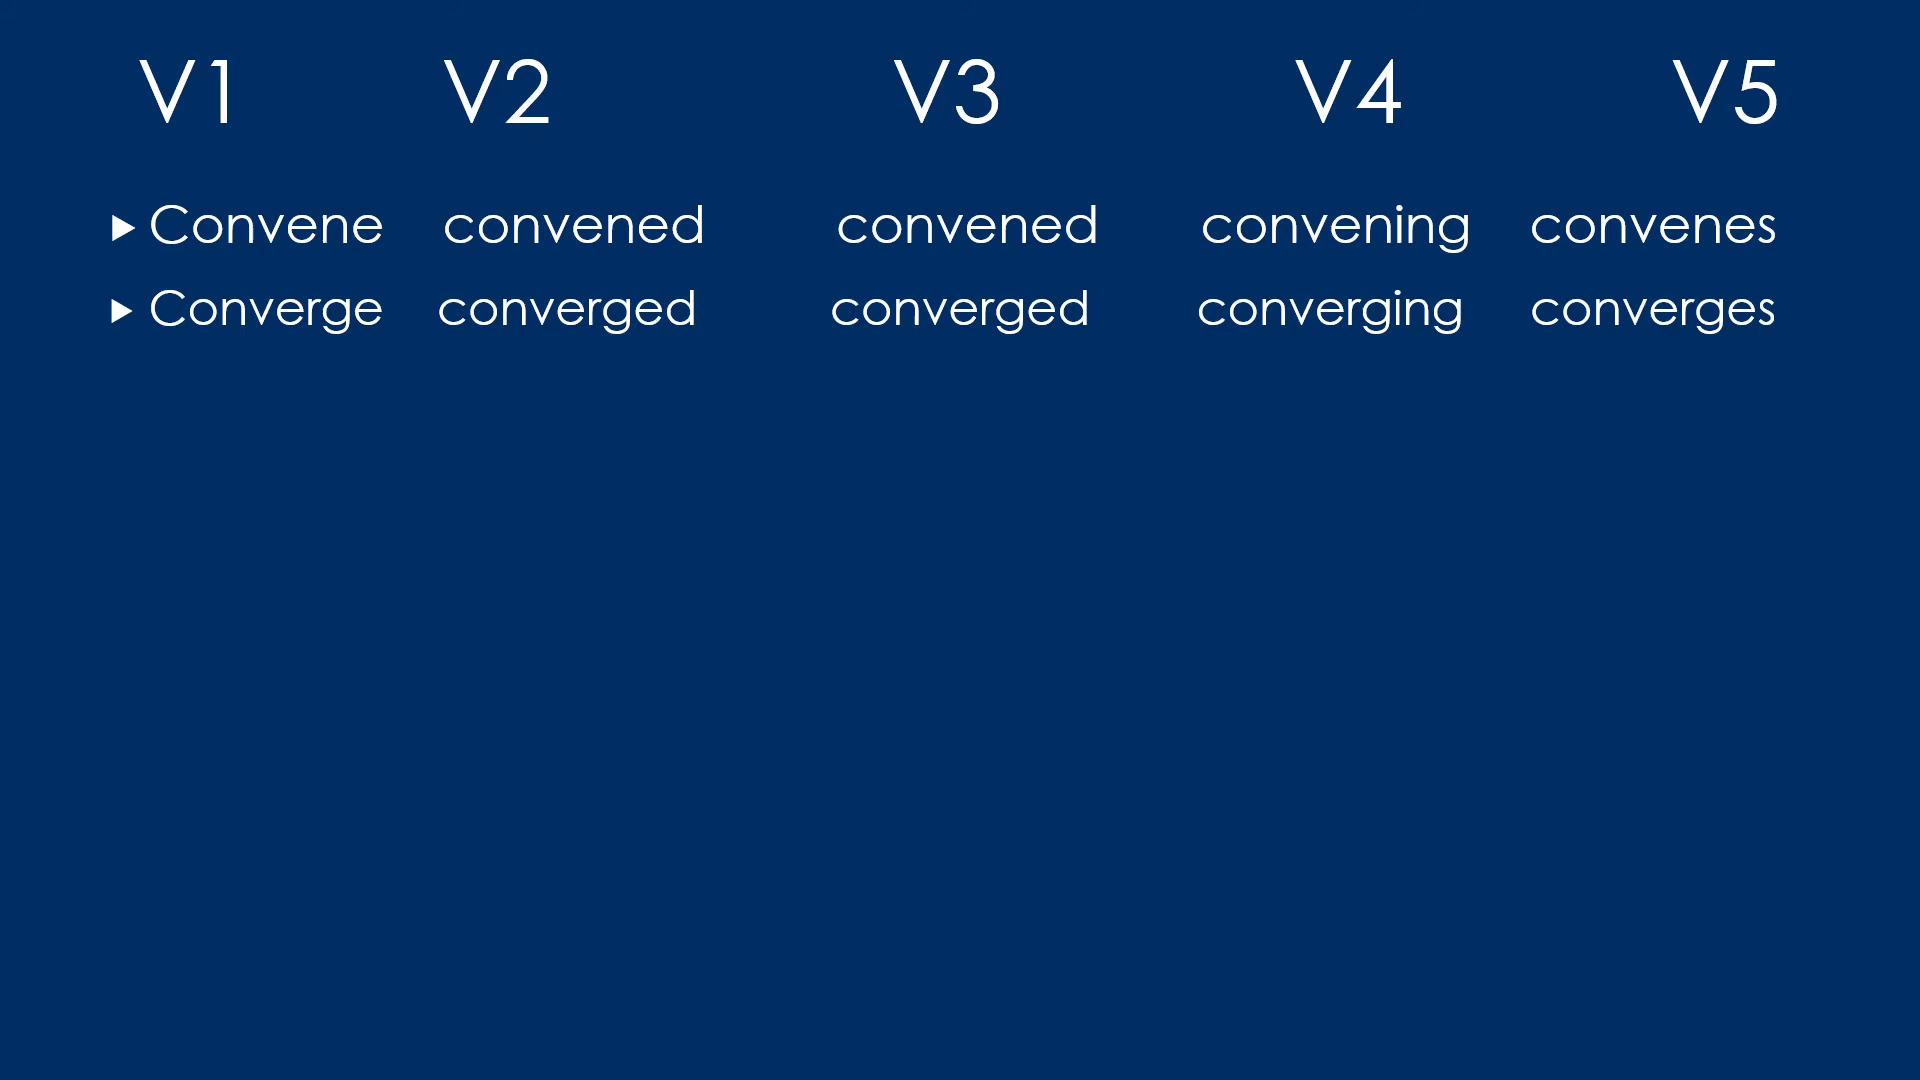 V1 V2 V3 V4 V5
Convene convened convened convening convenes
Converge converged converged converging converges